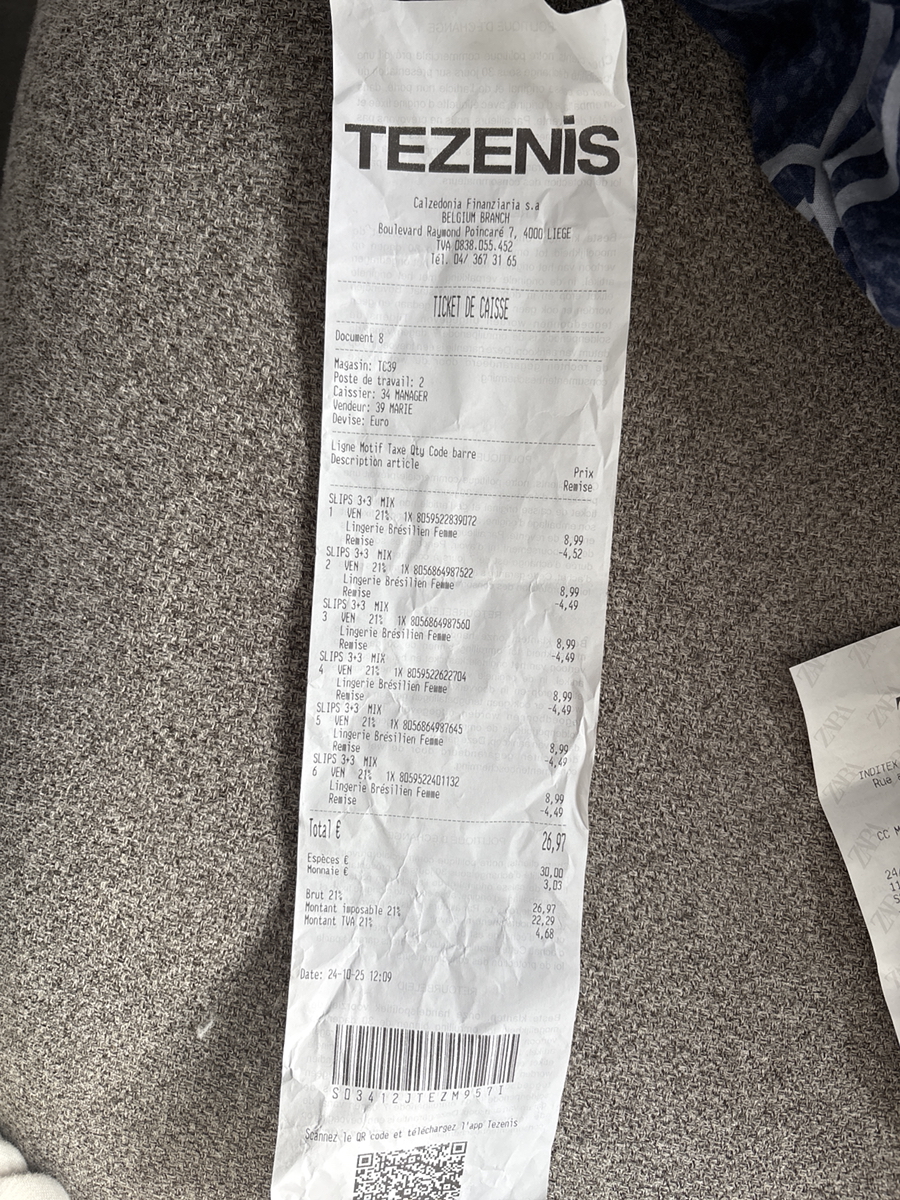 TEZENIS
Calzedonia Finanziaria s.a
BELGIUM BRANCH
Boulevard Raymond Poincaré 7, 4000 LIEGE
TVA 0838.055.452
Tél. 04/ 367 31 65
TICKET DE CAISSE
Document 8
Magasin: TC39
Poste de travail: 2
Caissier: 34 MANAGER
Vendeur: 39 MARIE
Devise: Euro
Ligne Motif Taxe Qty Code barre
Description article Prix
Remise
SLIPS 3+3 MIX
1 VEN 21% 1X 8059522839072
Lingerie Brésilien Femme 8,99
Remise -4,52
SLIPS 3+3 MIX
2 VEN 21% 1X 8056864987522
Lingerie Brésilien Femme 8,99
Remise -4,49
SLIPS 3+3 MIX
3 VEN 21% 1X 8056864987560
Lingerie Brésilien Femme 8,99
Remise -4,49
SLIPS 3+3 MIX
4 VEN 21% 1X 8059522622704
Lingerie Brésilien Femme 8,99
Remise -4,49
SLIPS 3+3 MIX
5 VEN 21% 1X 8056864987645
Lingerie Brésilien Femme 8,99
Remise -4,49
SLIPS 3+3 MIX
6 VEN 21% 1X 8059522401132
Lingerie Brésilien Femme 8,99
Remise -4,49
Total € 26,97
Espèces € 30,00
Monnaie € 3,03
Brut 21% 26,97
Montant imposable 21% 22,29
Montant TVA 21% 4,68
Date: 24-10-25 12:09
S03412JTEZM957I
Scannez le QR code et téléchargez l'app Tezenis
ZARA
INDITEX
Rue
CC M